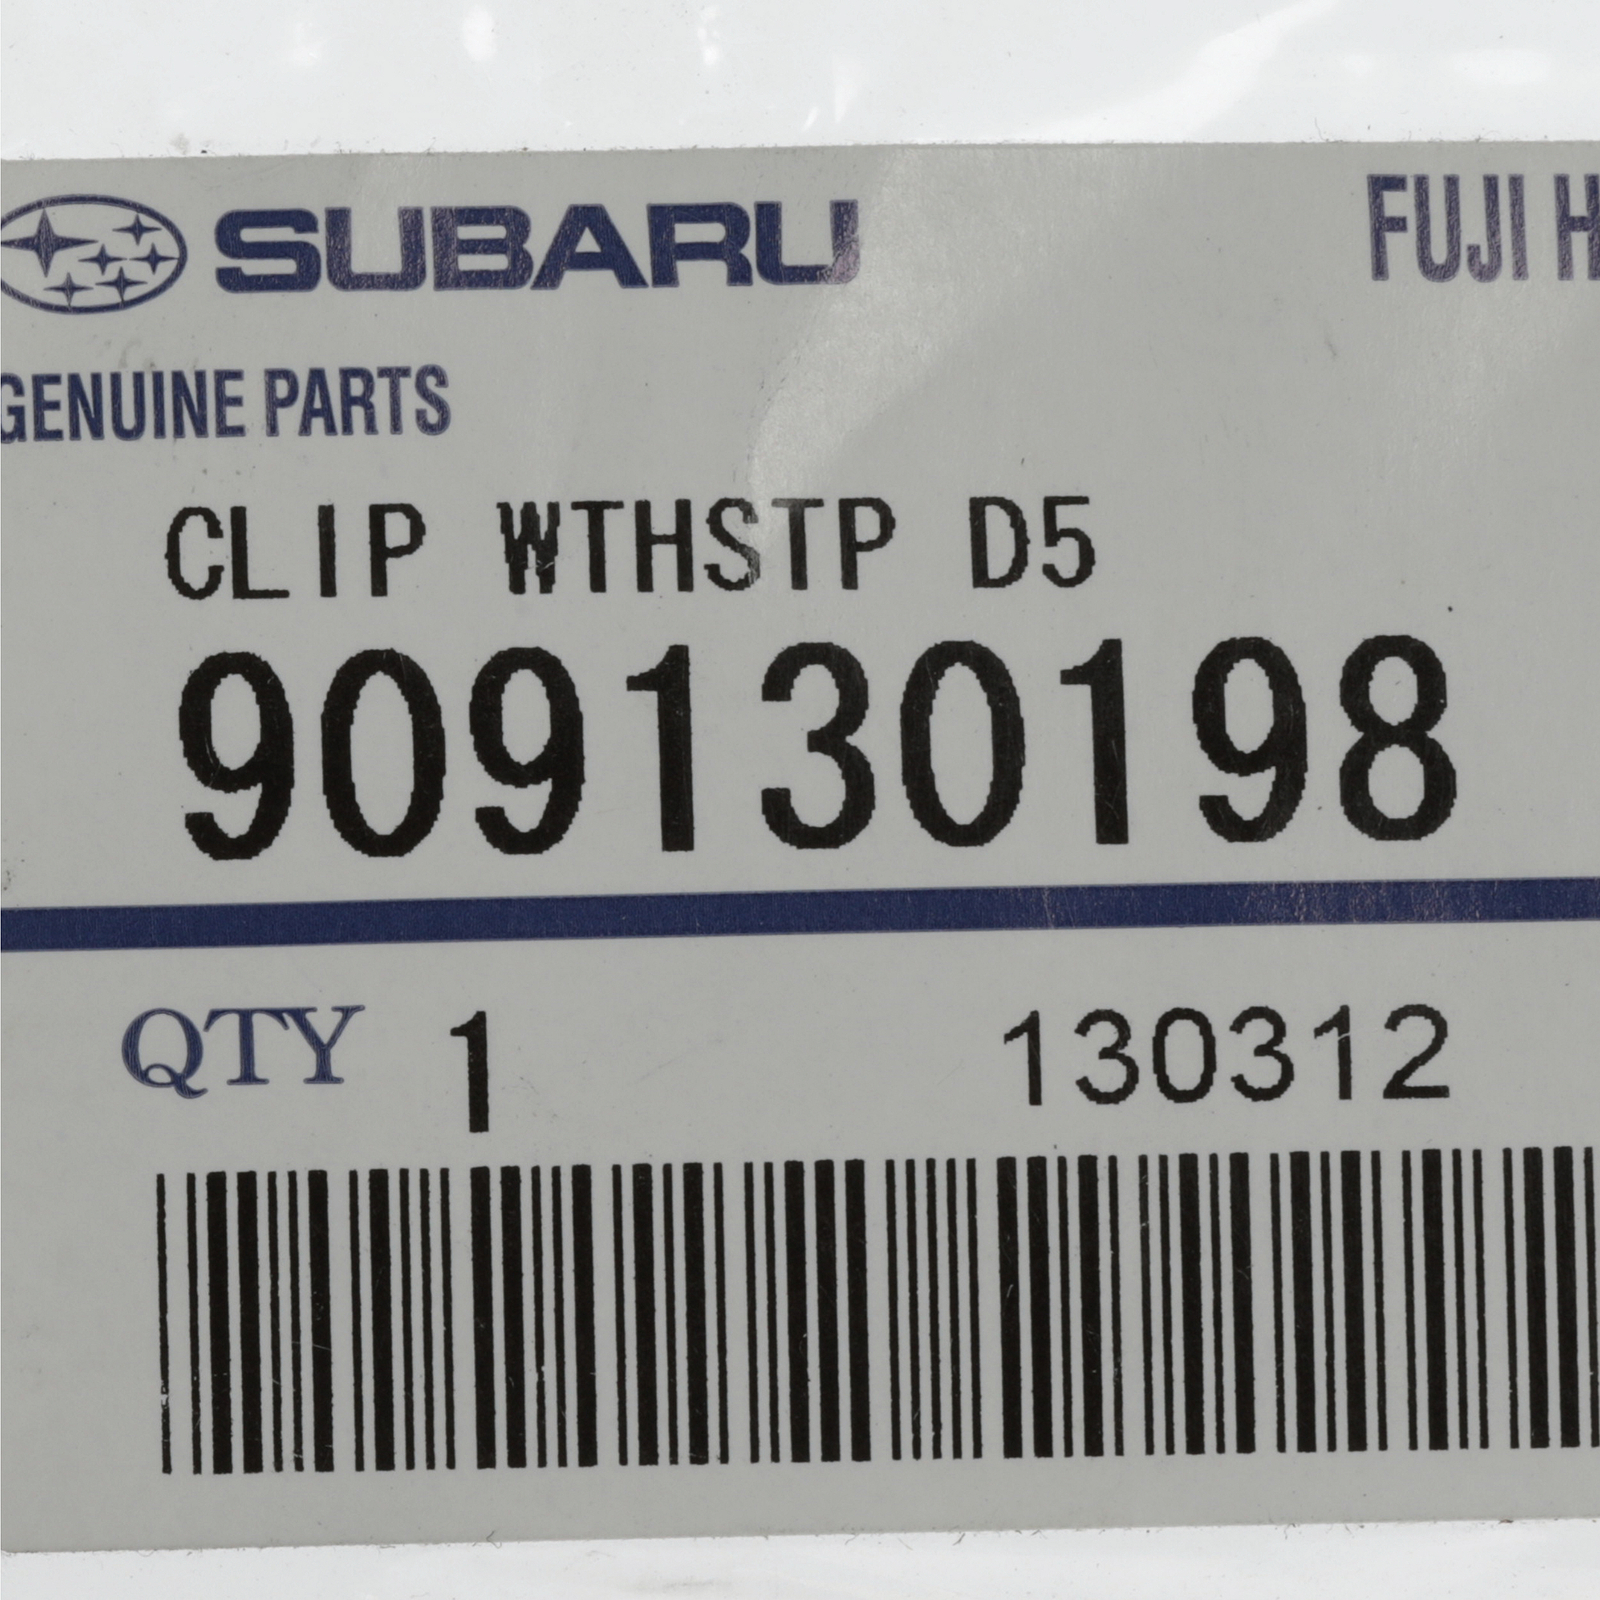 SUBARU FUJI H
GENUINE PARTS
CLIP WTHSTP D5
909130198
QTY 1 130312